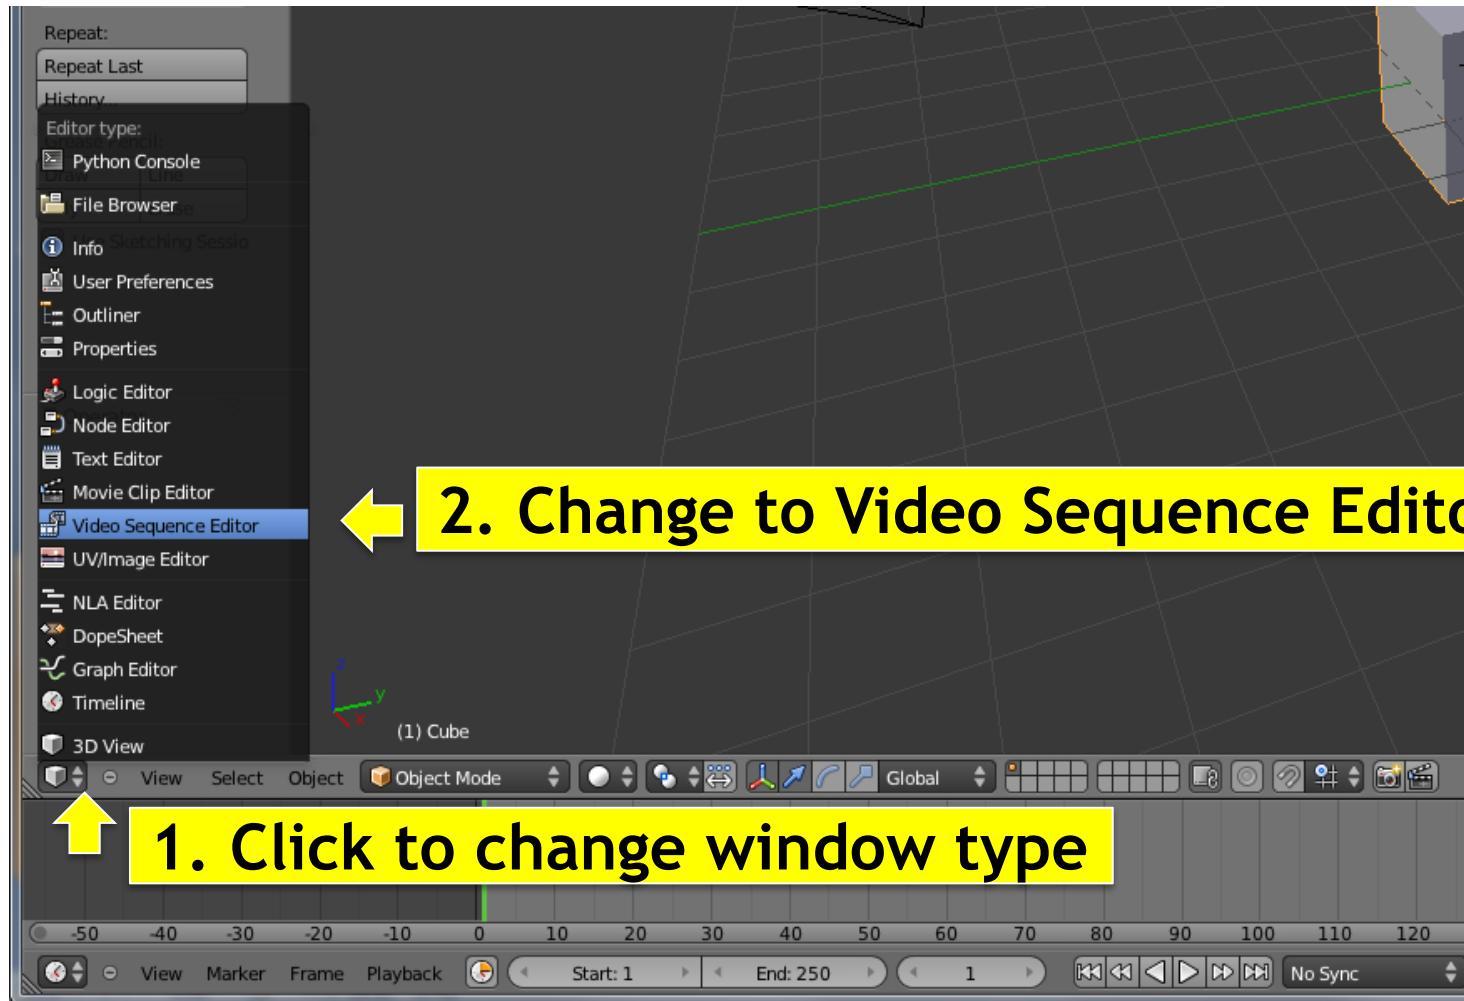 Repeat:
Repeat Last
History...
Editor type:
Python Console
File Browser
Info
User Preferences
Outliner
Properties
Logic Editor
Node Editor
Text Editor
Movie Clip Editor
Video Sequence Editor
UV/Image Editor
NLA Editor
DopeSheet
Graph Editor
Timeline
3D View
2. Change to Video Sequence Edito
z
y
x
(1) Cube
View Select Object Object Mode Global
1. Click to change window type
-50 -40 -30 -20 -10 0 10 20 30 40 50 60 70 80 90 100 110 120
View Marker Frame Playback Start: 1 End: 250 1 No Sync